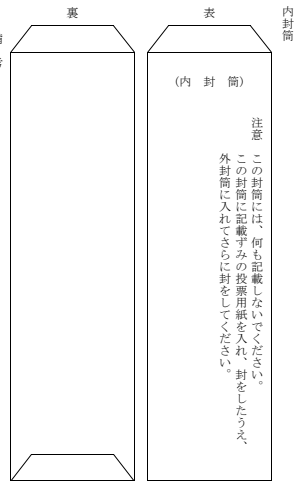 内封筒
表
（内　封　筒）
注意　この封筒には、何も記載しないでください。
この封筒に記載ずみの投票用紙を入れ、封をしたうえ、
外封筒に入れてさらに封をしてください。
裏